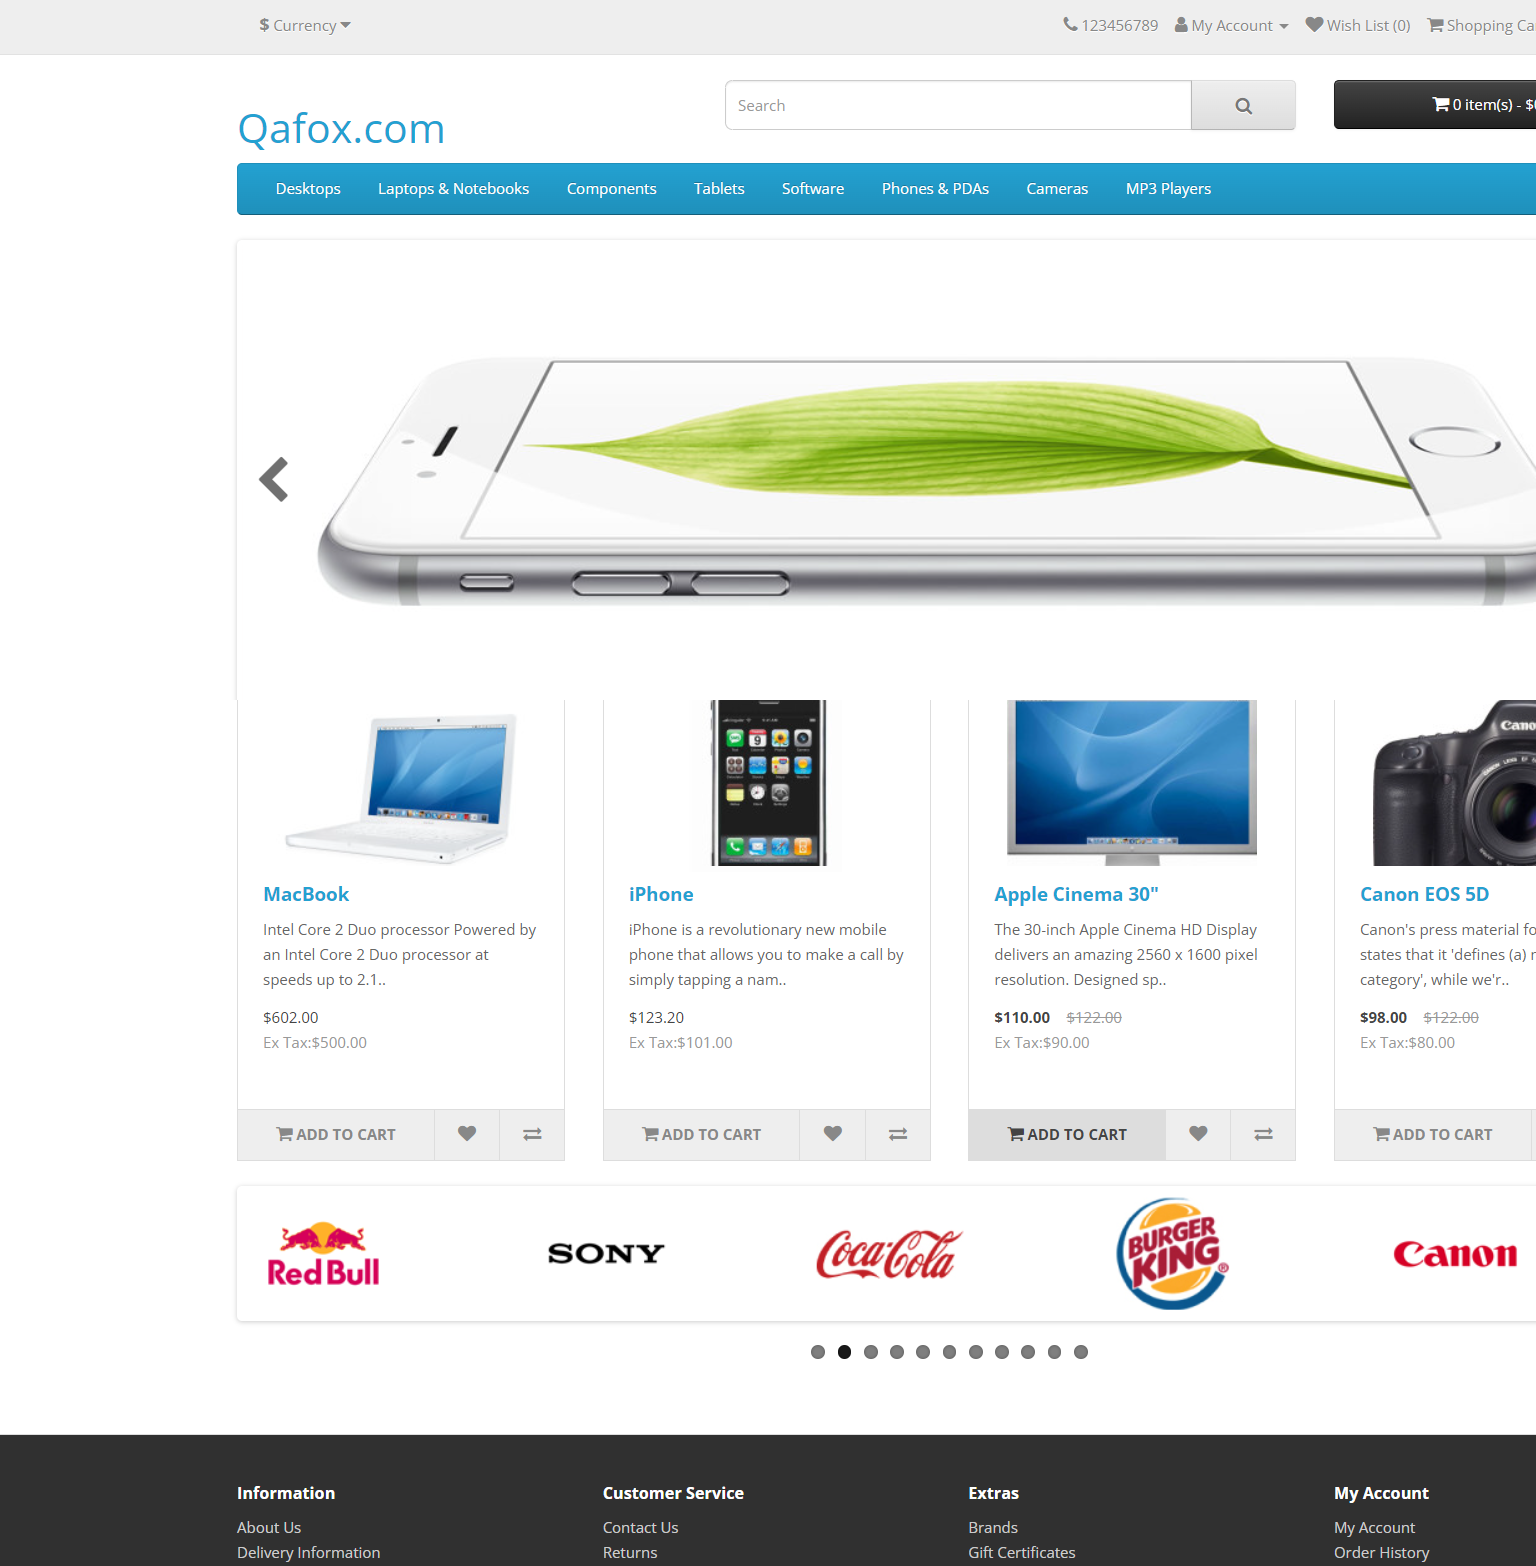 $ Currency
123456789 My Account Wish List (0) Shopping Ca
Search
0 item(s) - $
Qafox.com
Desktops Laptops & Notebooks Components Tablets Software Phones & PDAs Cameras MP3 Players
MacBook
Intel Core 2 Duo processor Powered by
an Intel Core 2 Duo processor at
speeds up to 2.1..
$602.00
Ex Tax:$500.00
ADD TO CART
iPhone
iPhone is a revolutionary new mobile
phone that allows you to make a call by
simply tapping a nam..
$123.20
Ex Tax:$101.00
ADD TO CART
Apple Cinema 30"
The 30-inch Apple Cinema HD Display
delivers an amazing 2560 x 1600 pixel
resolution. Designed sp..
$110.00 $122.00
Ex Tax:$90.00
ADD TO CART
Cano
Canon EOS 5D
Canon's press material fo
states that it 'defines (a)
category', while we'r..
$98.00 $122.00
Ex Tax:$80.00
ADD TO CART
Red Bull
SONY
Coca-Cola
BURGER
KING
Canon
Information
About Us
Delivery Information
Customer Service
Contact Us
Returns
Extras
Brands
Gift Certificates
My Account
My Account
Order History